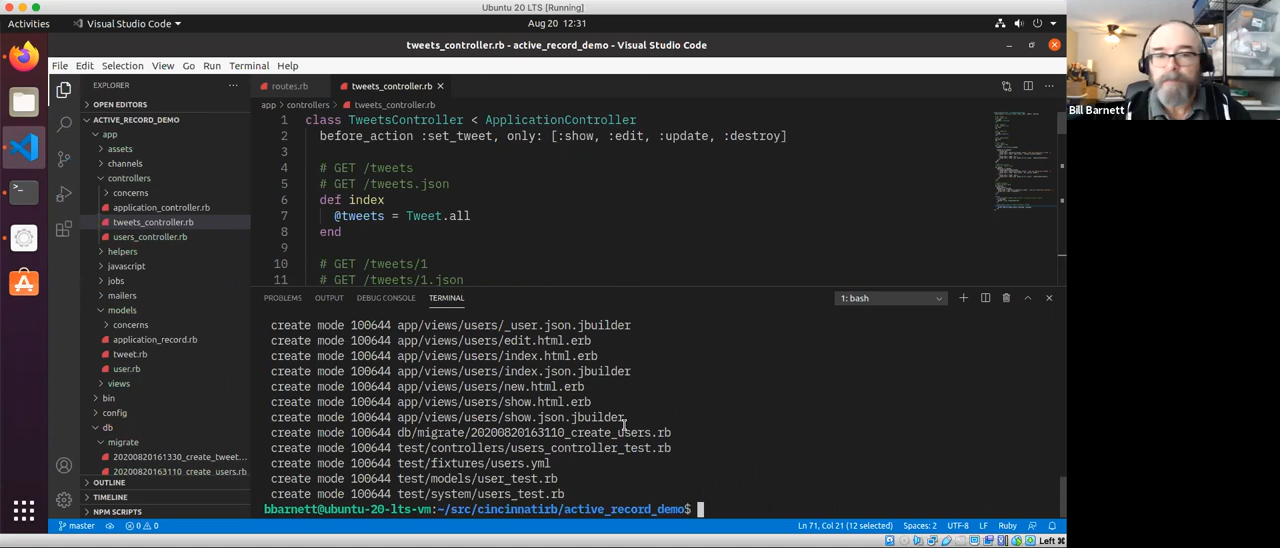 Ubuntu 20 LTS [Running]
Activities
Visual Studio Code
Aug 20 12:31
tweets_controller.rb - active_record_demo - Visual Studio Code
File Edit Selection View Go Run Terminal Help
EXPLORER
OPEN EDITORS
ACTIVE_RECORD_DEMO
app
assets
channels
controllers
concerns
application_controller.rb
tweets_controller.rb
users_controller.rb
helpers
javascript
jobs
mailers
models
concerns
application_record.rb
tweet.rb
user.rb
views
bin
config
db
migrate
20200820161330_create_tweet...
20200820163110_create_users.rb
OUTLINE
TIMELINE
NPM SCRIPTS
routes.rb
tweets_controller.rb
app > controllers > tweets_controller.rb
1 class TweetsController < ApplicationController
2 before_action :set_tweet, only: [:show, :edit, :update, :destroy]
3
4 # GET /tweets
5 # GET /tweets.json
6 def index
7 @tweets = Tweet.all
8 end
9
10 # GET /tweets/1
11 # GET /tweets/1.json
PROBLEMS OUTPUT DEBUG CONSOLE TERMINAL
1: bash
create mode 100644 app/views/users/_user.json.jbuilder
create mode 100644 app/views/users/edit.html.erb
create mode 100644 app/views/users/index.html.erb
create mode 100644 app/views/users/index.json.jbuilder
create mode 100644 app/views/users/new.html.erb
create mode 100644 app/views/users/show.html.erb
create mode 100644 app/views/users/show.json.jbuilder
create mode 100644 db/migrate/20200820163110_create_users.rb
create mode 100644 test/controllers/users_controller_test.rb
create mode 100644 test/fixtures/users.yml
create mode 100644 test/models/user_test.rb
create mode 100644 test/system/users_test.rb
bbarnett@ubuntu-20-lts-vm:~/src/cincinnatirb/active_record_demo$
master
0 0
Ln 71, Col 21 (12 selected)
Spaces: 2
UTF-8
LF
Ruby
Left ⌘
Bill Barnett